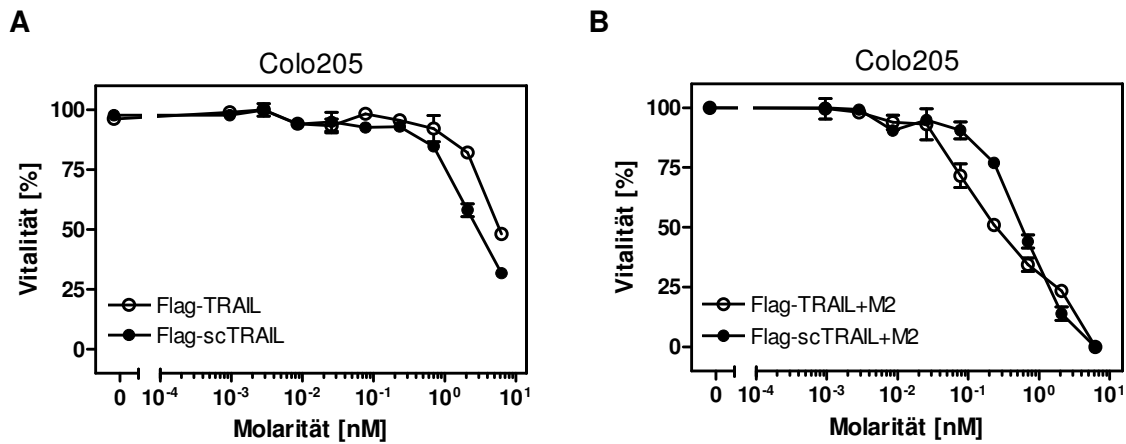 A
Colo205
100
75
50
25
0
Vitalität [%]
Flag-TRAIL
Flag-scTRAIL
0 10-4 10-3 10-2 10-1 100 101
Molarität [nM]
B
Colo205
100
75
50
25
0
Vitalität [%]
Flag-TRAIL+M2
Flag-scTRAIL+M2
0 10-4 10-3 10-2 10-1 100 101
Molarität [nM]